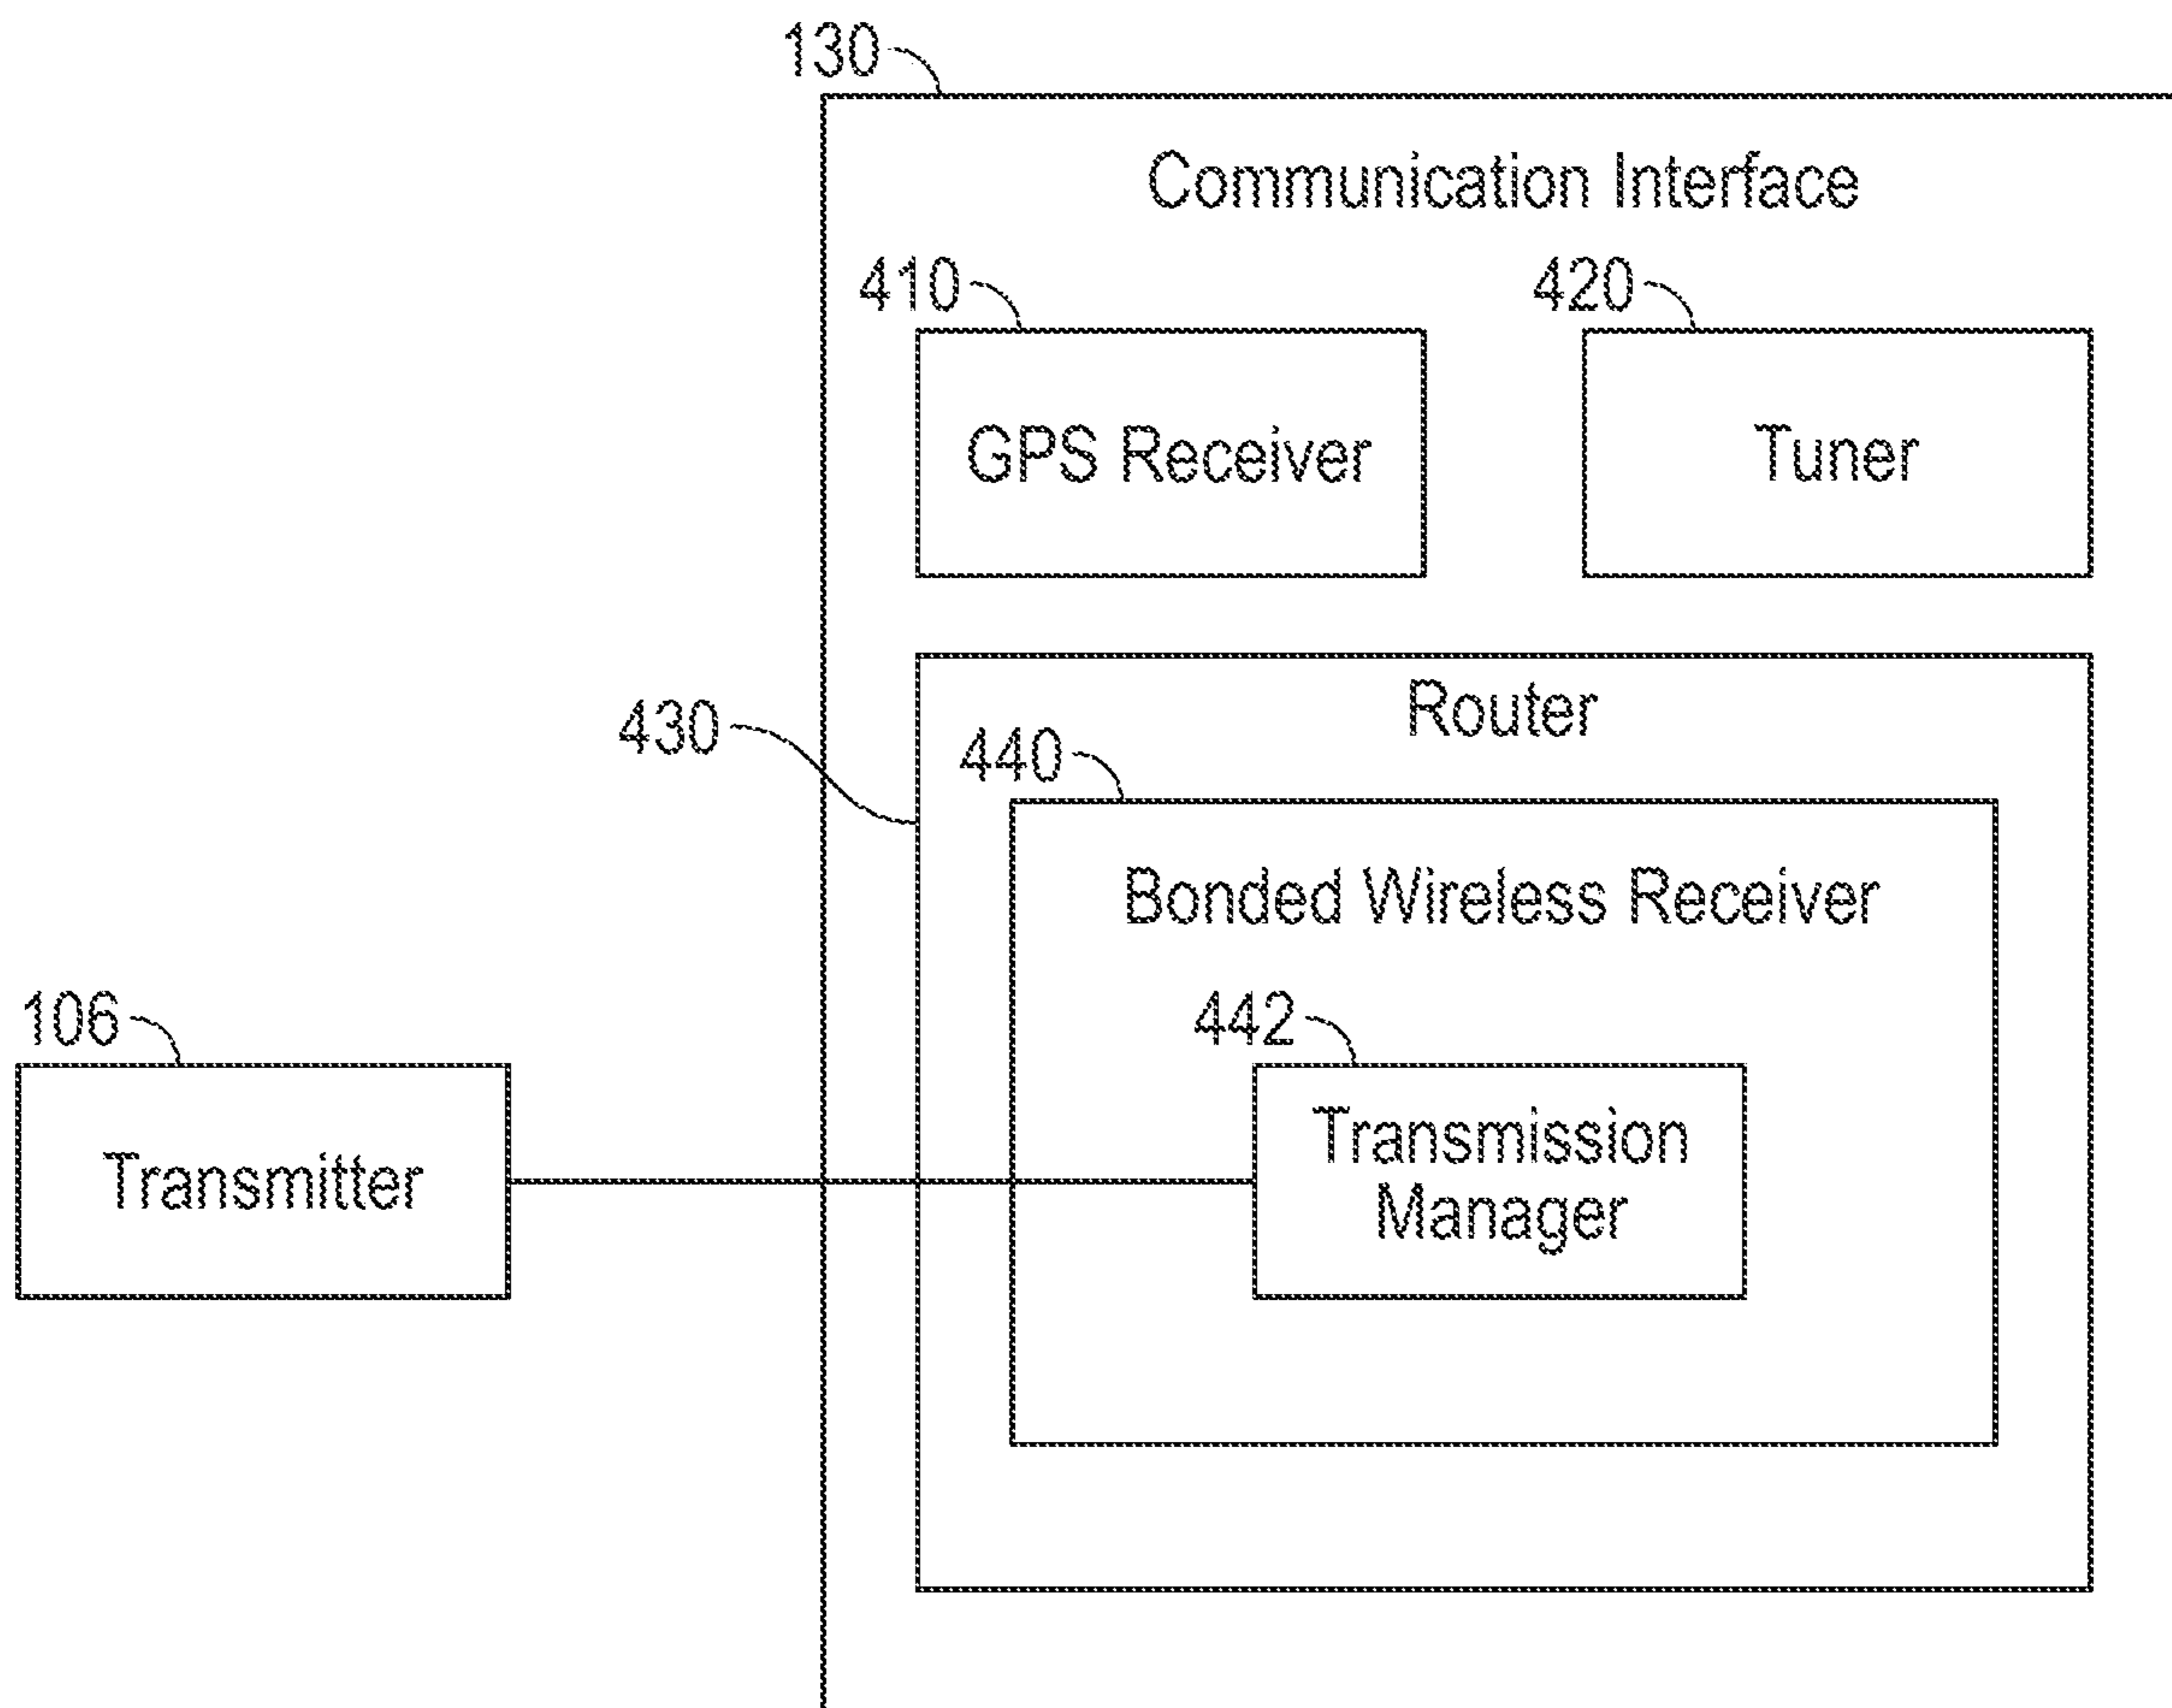 130
Communication Interface
410
420
GPS Receiver
Tuner
430
Router
440
Bonded Wireless Receiver
106
442
Transmitter
Transmission
Manager